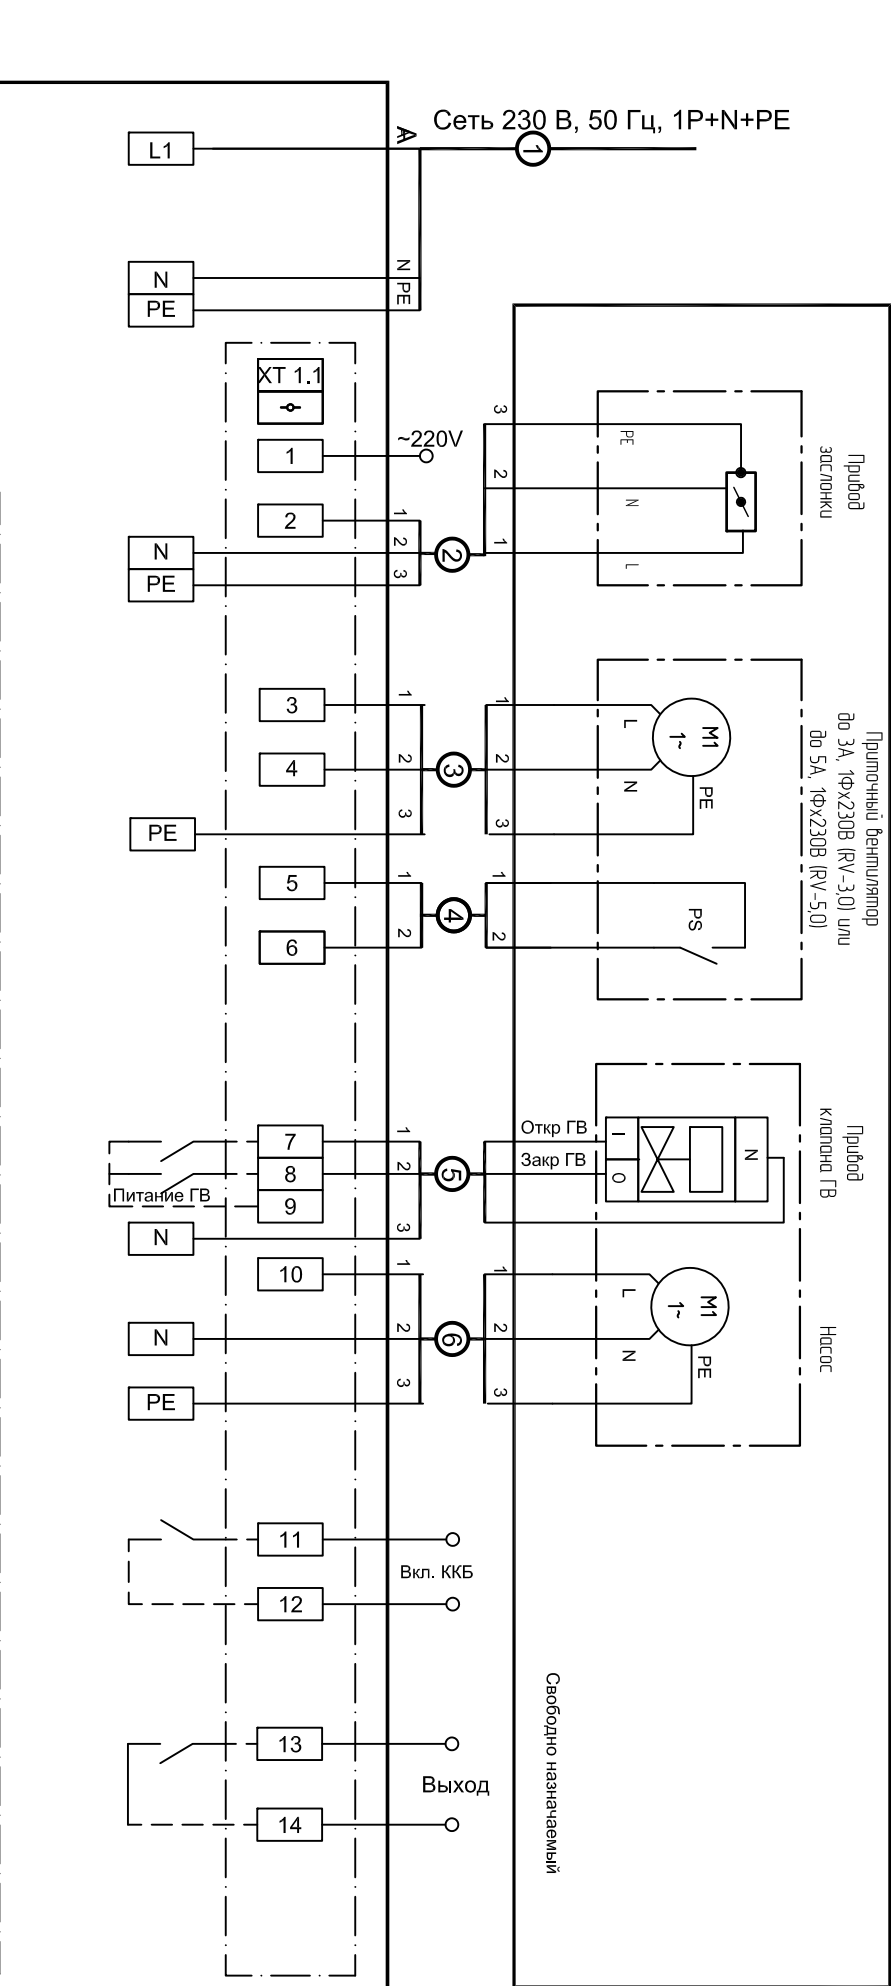 Сеть 230 В, 50 Гц, 1P+N+PE
A
L1
1
N
N
PE
PE
XT 1.1
1
~220V
2
N
PE
1
2
3
2
3
2
1
PE
N
L
Привод
заслонки
3
4
PE
1
2
3
3
1
2
3
L
N
PE
M1
1~
Приточный вентилятор
до 3А, 1Фх230В (RV-3,0) или
до 5А, 1Фх230В (RV-5,0)
5
6
1
2
4
1
2
PS
7
8
9
Питание ГВ
N
1
2
3
5
Откр ГВ
Закр ГВ
I
O
N
Привод
клапана ГВ
10
N
PE
1
2
3
6
1
2
3
L
N
PE
M1
1~
Насос
11
Вкл. ККБ
12
13
Выход
14
Свободно назначаемый